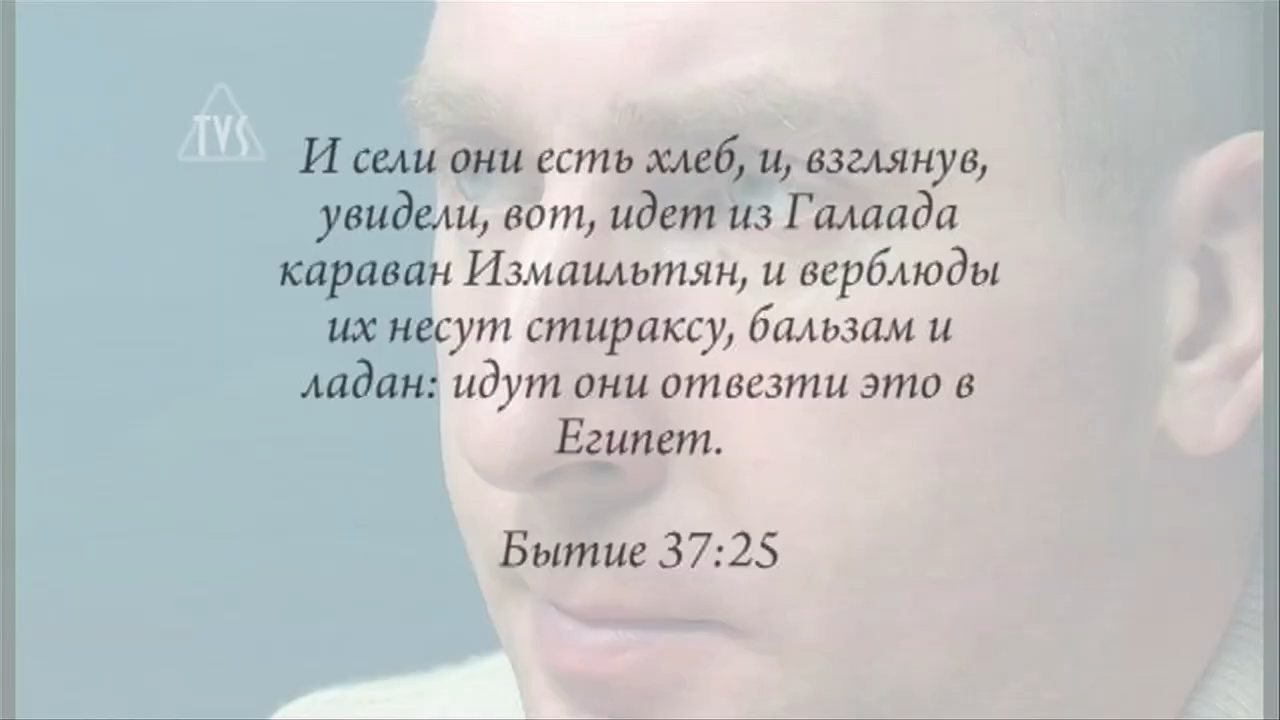 TVS
И сели они есть хлеб, и, взглянув,
увидели, вот, идет из Галаада
караван Измаильтян, и верблюды
их несут стираксу, бальзам и
ладан: идут они отвезти это в
Египет.
Бытие 37:25